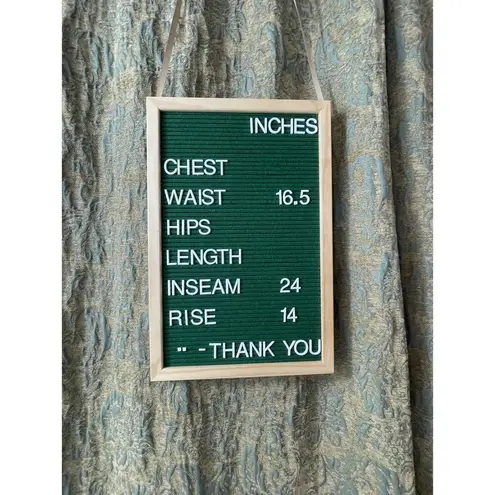 INCHES
CHEST
WAIST 16.5
HIPS
LENGTH
INSEAM 24
RISE 14
" -THANK YOU